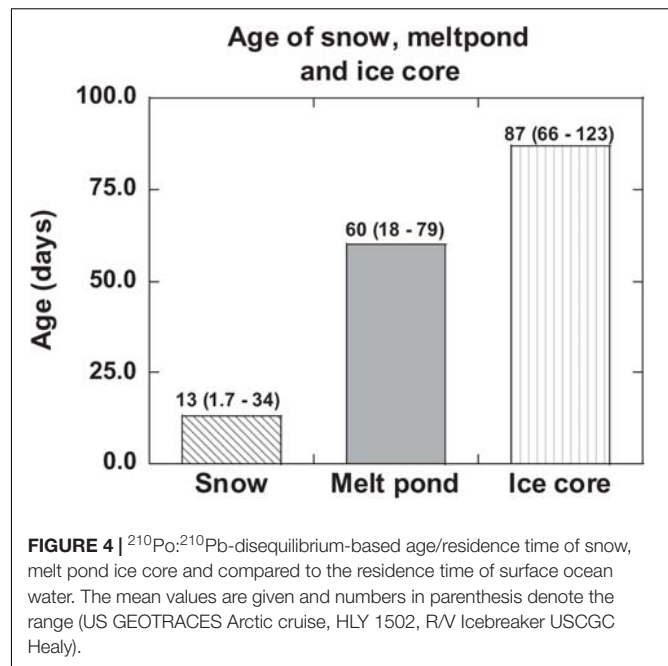 Age of snow, meltpond
and ice core
100.0
87 (66 - 123)
75.0
60 (18 - 79)
50.0
Age (days)
25.0
13 (1.7 - 34)
0.0
Snow Melt pond Ice core
FIGURE 4 | ²¹⁰Po:²¹⁰Pb-disequilibrium-based age/residence time of snow,
melt pond ice core and compared to the residence time of surface ocean
water. The mean values are given and numbers in parenthesis denote the
range (US GEOTRACES Arctic cruise, HLY 1502, R/V Icebreaker USCGC
Healy).